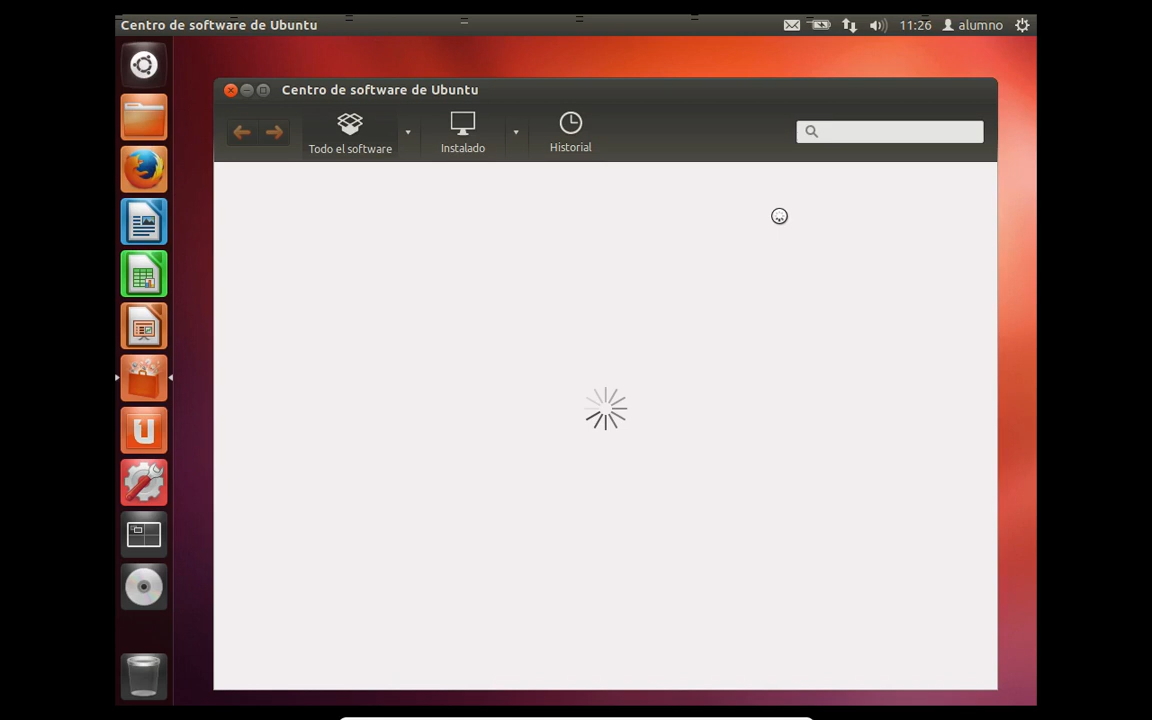 Centro de software de Ubuntu
11:26
alumno
Centro de software de Ubuntu
Todo el software
Instalado
Historial